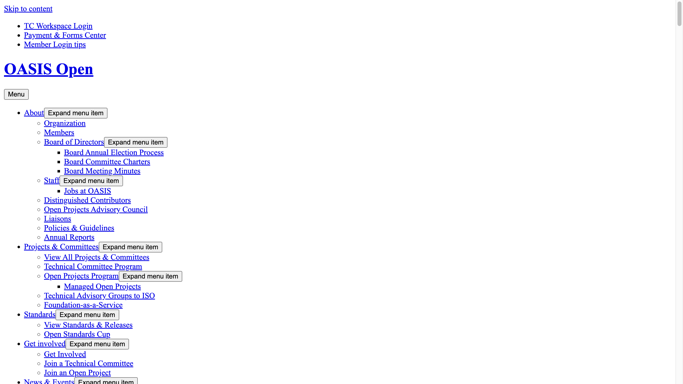 Skip to content
TC Workspace Login
Payment & Forms Center
Member Login tips
OASIS Open
Menu
About Expand menu item
Organization
Members
Board of Directors Expand menu item
Board Annual Election Process
Board Committee Charters
Board Meeting Minutes
Staff Expand menu item
Jobs at OASIS
Distinguished Contributors
Open Projects Advisory Council
Liaisons
Policies & Guidelines
Annual Reports
Projects & Committees Expand menu item
View All Projects & Committees
Technical Committee Program
Open Projects Program Expand menu item
Managed Open Projects
Technical Advisory Groups to ISO
Foundation-as-a-Service
Standards Expand menu item
View Standards & Releases
Open Standards Cup
Get involved Expand menu item
Get Involved
Join a Technical Committee
Join an Open Project
News & Events Expand menu item